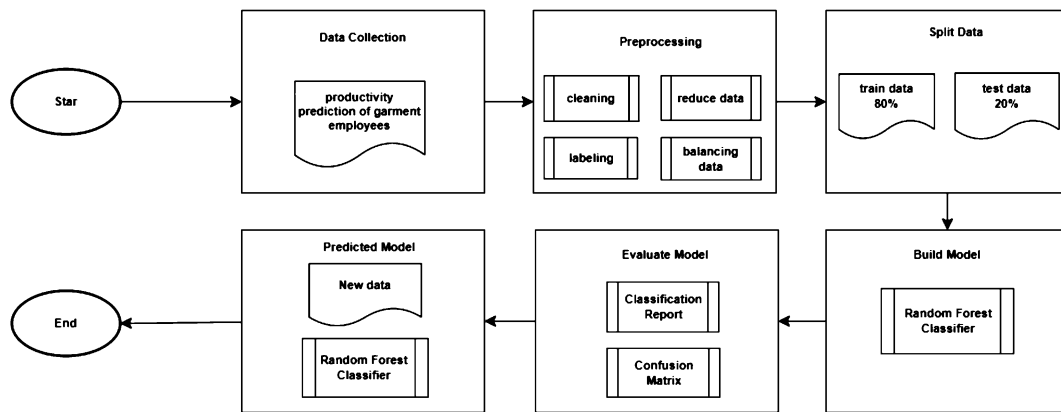 Star
Data Collection
productivity
prediction of garment
employees
Preprocessing
cleaning
reduce data
labeling
balancing
data
Split Data
train data
80%
test data
20%
Build Model
Random Forest
Classifier
Evaluate Model
Classification
Report
Confusion
Matrix
Predicted Model
New data
Random Forest
Classifier
End